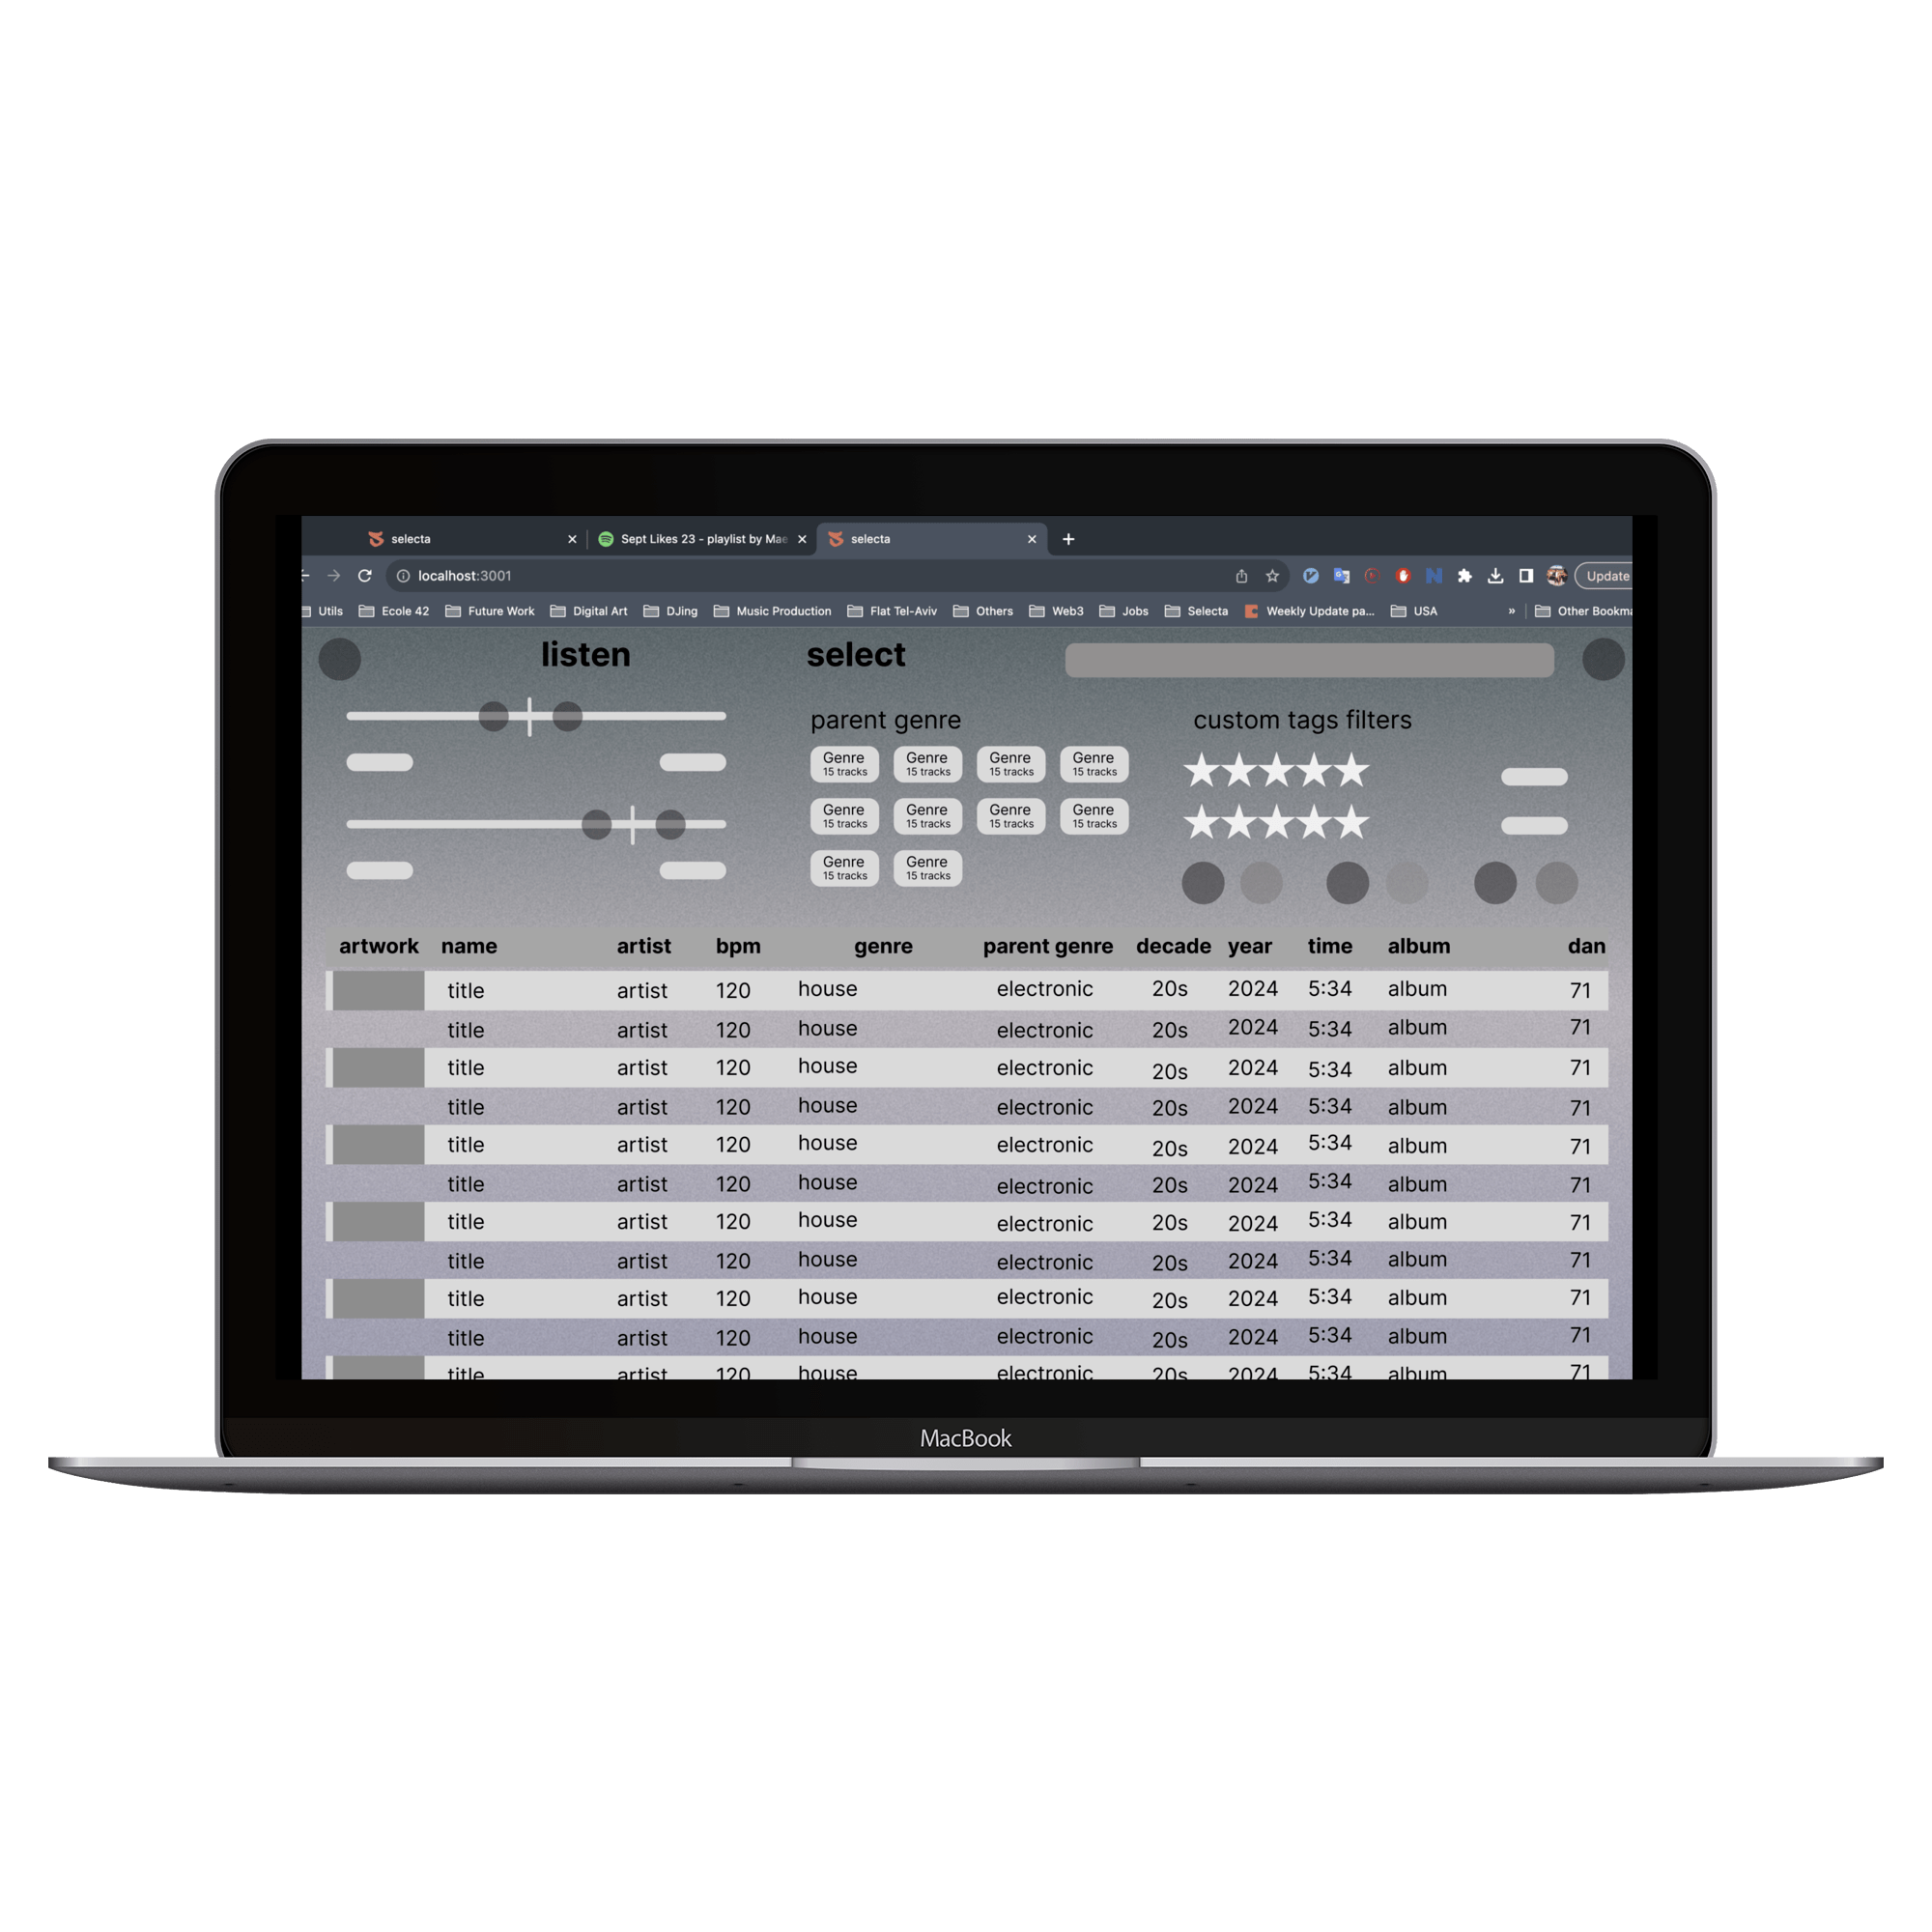 selecta Sept Likes 23 - playlist by Mae selecta
localhost:3001 Update
Utils Ecole 42 Future Work Digital Art DJing Music Production Flat Tel-Aviv Others Web3 Jobs Selecta Weekly Update pa... USA » Other Bookma
listen select
parent genre custom tags filters
Genre Genre Genre Genre
15 tracks 15 tracks 15 tracks 15 tracks
Genre Genre Genre Genre
15 tracks 15 tracks 15 tracks 15 tracks
Genre Genre
15 tracks 15 tracks
artwork name artist bpm genre parent genre decade year time album dan
title artist 120 house electronic 20s 2024 5:34 album 71
title artist 120 house electronic 20s 2024 5:34 album 71
title artist 120 house electronic 20s 2024 5:34 album 71
title artist 120 house electronic 20s 2024 5:34 album 71
title artist 120 house electronic 20s 2024 5:34 album 71
title artist 120 house electronic 20s 2024 5:34 album 71
title artist 120 house electronic 20s 2024 5:34 album 71
title artist 120 house electronic 20s 2024 5:34 album 71
title artist 120 house electronic 20s 2024 5:34 album 71
title artist 120 house electronic 20s 2024 5:34 album 71
title artist 120 house electronic 20s 2024 5:34 album 71
MacBook